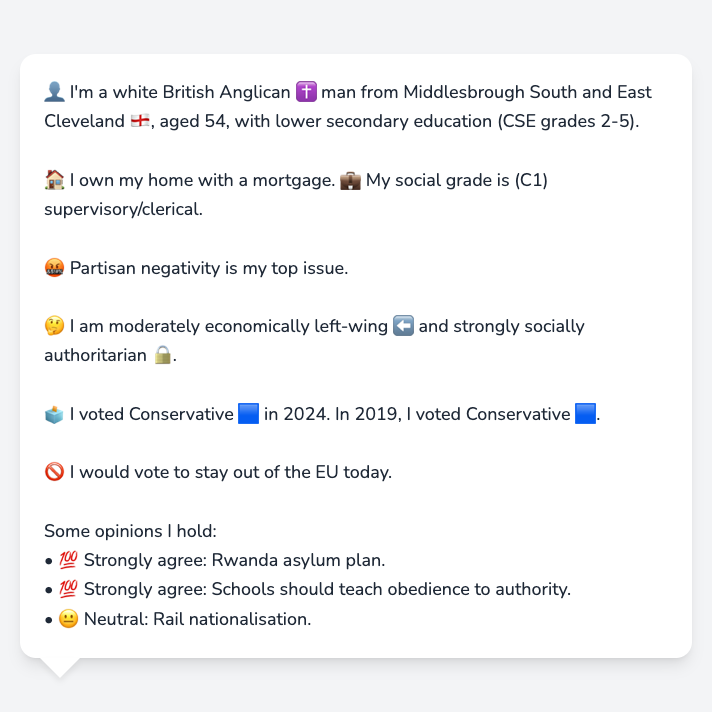 👤 I'm a white British Anglican ✝️ man from Middlesbrough South and East
Cleveland 🏴󠁧󠁢󠁥󠁮󠁧󠁿, aged 54, with lower secondary education (CSE grades 2-5).
🏠 I own my home with a mortgage. 💼 My social grade is (C1)
supervisory/clerical.
🤬 Partisan negativity is my top issue.
🤔 I am moderately economically left-wing ⬅️ and strongly socially
authoritarian 🔒.
🗳️ I voted Conservative 🟦 in 2024. In 2019, I voted Conservative 🟦.
🚫 I would vote to stay out of the EU today.
Some opinions I hold:
• 💯 Strongly agree: Rwanda asylum plan.
• 💯 Strongly agree: Schools should teach obedience to authority.
• 😐 Neutral: Rail nationalisation.